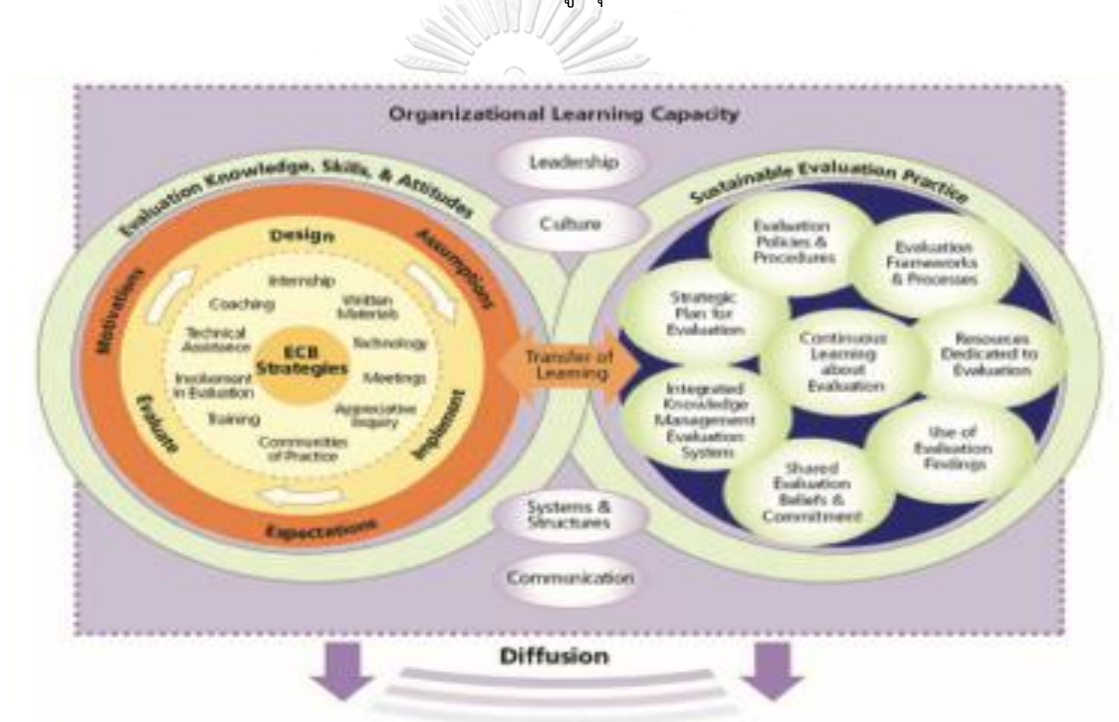 Organizational Learning Capacity
Leadership
Culture
Evaluation Knowledge, Skills, & Attitudes
Motivations
Assumptions
Expectations
Design
Implement
Evaluate
Internship
Coaching
Written
Materials
Technical
Assistance
Technology
ECB
Strategies
Involvement
in Evaluation
Meetings
Training
Appreciative
Inquiry
Communities
of Practice
Transfer of
Learning
Sustainable Evaluation Practice
Evaluation
Policies &
Procedures
Evaluation
Frameworks
& Processes
Strategic
Plan for
Evaluation
Continuous
Learning
about
Evaluation
Resources
Dedicated to
Evaluation
Integrated
Knowledge
Management
Evaluation
System
Use of
Evaluation
Findings
Shared
Evaluation
Beliefs &
Commitment
Systems &
Structures
Communication
Diffusion